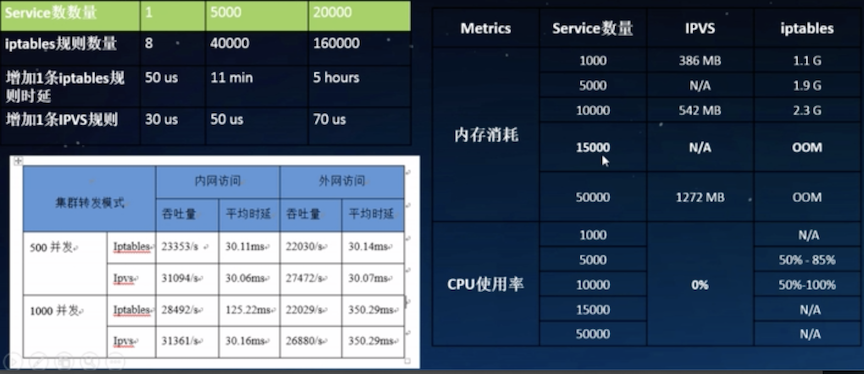 Service数数量 1 5000 20000
iptables规则数量 8 40000 160000
增加1条iptables规
则时延 50 us 11 min 5 hours
增加1条IPVS规则 30 us 50 us 70 us
集群转发模式 内网访问 外网访问
吞吐量 平均时延 吞吐量 平均时延
500 并发 Iptables 23353/s 30.11ms 22030/s 30.14ms
Ipvs 31094/s 30.06ms 27472/s 30.07ms
1000 并发 Iptables 28492/s 125.22ms 22029/s 350.29ms
Ipvs 31361/s 30.16ms 26880/s 350.29ms
Metrics Service数量 IPVS iptables
内存消耗 1000 386 MB 1.1 G
5000 N/A 1.9 G
10000 542 MB 2.3 G
15000 N/A OOM
50000 1272 MB OOM
CPU使用率 1000 0% N/A
5000 50% - 85%
10000 50%-100%
15000 N/A
50000 N/A